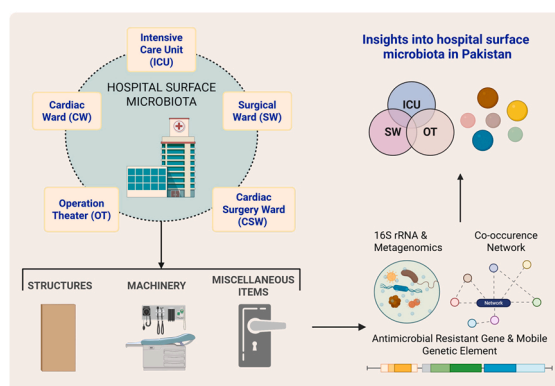 Intensive
Care Unit
(ICU)
Insights into hospital surface
microbiota in Pakistan
HOSPITAL SURFACE
MICROBIOTA
Cardiac
Ward (CW)
Surgical
Ward (SW)
ICU
SW
OT
Operation
Theater (OT)
Cardiac
Surgery Ward
(CSW)
16S rRNA &
Metagenomics
Co-occurence
Network
STRUCTURES
MACHINERY
MISCELLANEOUS
ITEMS
Network
Antimicrobial Resistant Gene & Mobile
Genetic Element